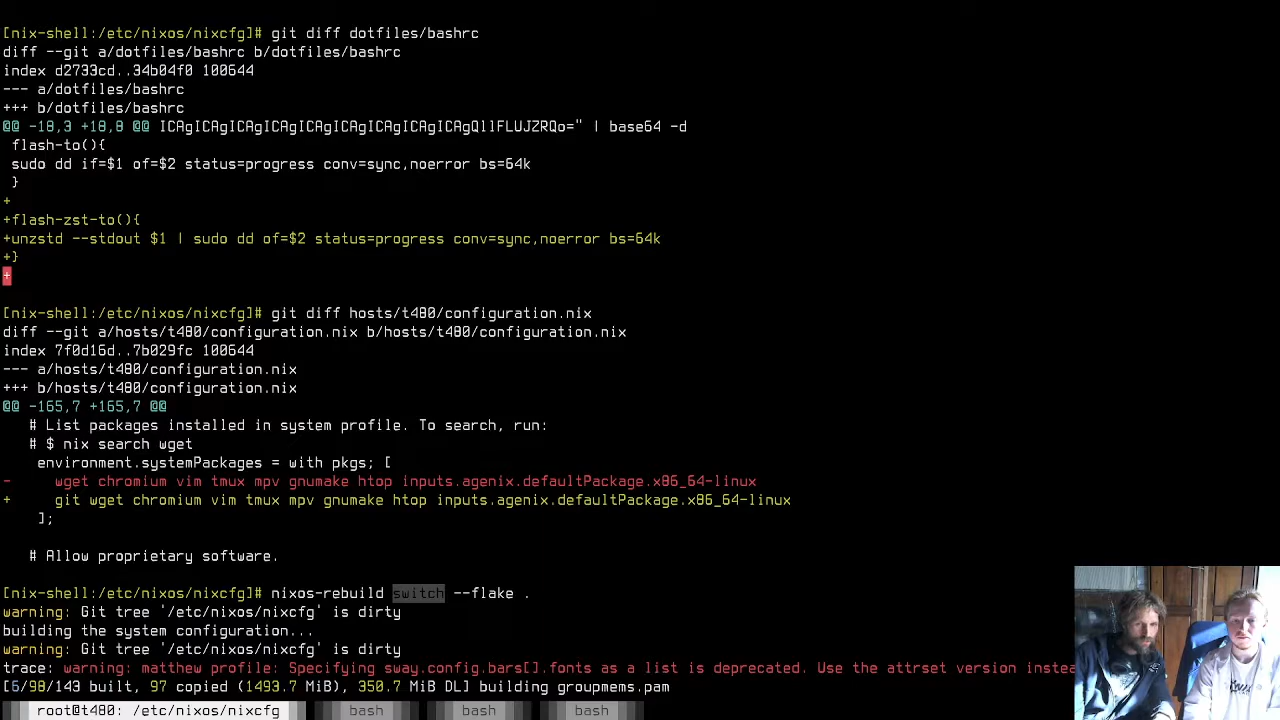 [nix-shell:/etc/nixos/nixcfg]# git diff dotfiles/bashrc
diff --git a/dotfiles/bashrc b/dotfiles/bashrc
index d2733cd..34b04f0 100644
--- a/dotfiles/bashrc
+++ b/dotfiles/bashrc
@@ -18,3 +18,8 @@ ICAgICAgICAgICAgICAgICAgICAgICAgICAgQllFLUJZRQo=" | base64 -d
flash-to(){
sudo dd if=$1 of=$2 status=progress conv=sync,noerror bs=64k
}
+
+flash-zst-to(){
+unzstd --stdout $1 | sudo dd of=$2 status=progress conv=sync,noerror bs=64k
+}
+
[nix-shell:/etc/nixos/nixcfg]# git diff hosts/t480/configuration.nix
diff --git a/hosts/t480/configuration.nix b/hosts/t480/configuration.nix
index 7f0d16d..7b029fc 100644
--- a/hosts/t480/configuration.nix
+++ b/hosts/t480/configuration.nix
@@ -165,7 +165,7 @@
# List packages installed in system profile. To search, run:
# $ nix search wget
environment.systemPackages = with pkgs; [
- wget chromium vim tmux mpv gnumake htop inputs.agenix.defaultPackage.x86_64-linux
+ git wget chromium vim tmux mpv gnumake htop inputs.agenix.defaultPackage.x86_64-linux
];
# Allow proprietary software.
[nix-shell:/etc/nixos/nixcfg]# nixos-rebuild switch --flake .
warning: Git tree '/etc/nixos/nixcfg' is dirty
building the system configuration...
warning: Git tree '/etc/nixos/nixcfg' is dirty
trace: warning: matthew profile: Specifying sway.config.bars[].fonts as a list is deprecated. Use the attrset version instea
[6/98/143 built, 97 copied (1493.7 MiB), 350.7 MiB DL] building groupmems.pam
root@t480: /etc/nixos/nixcfg bash bash bash